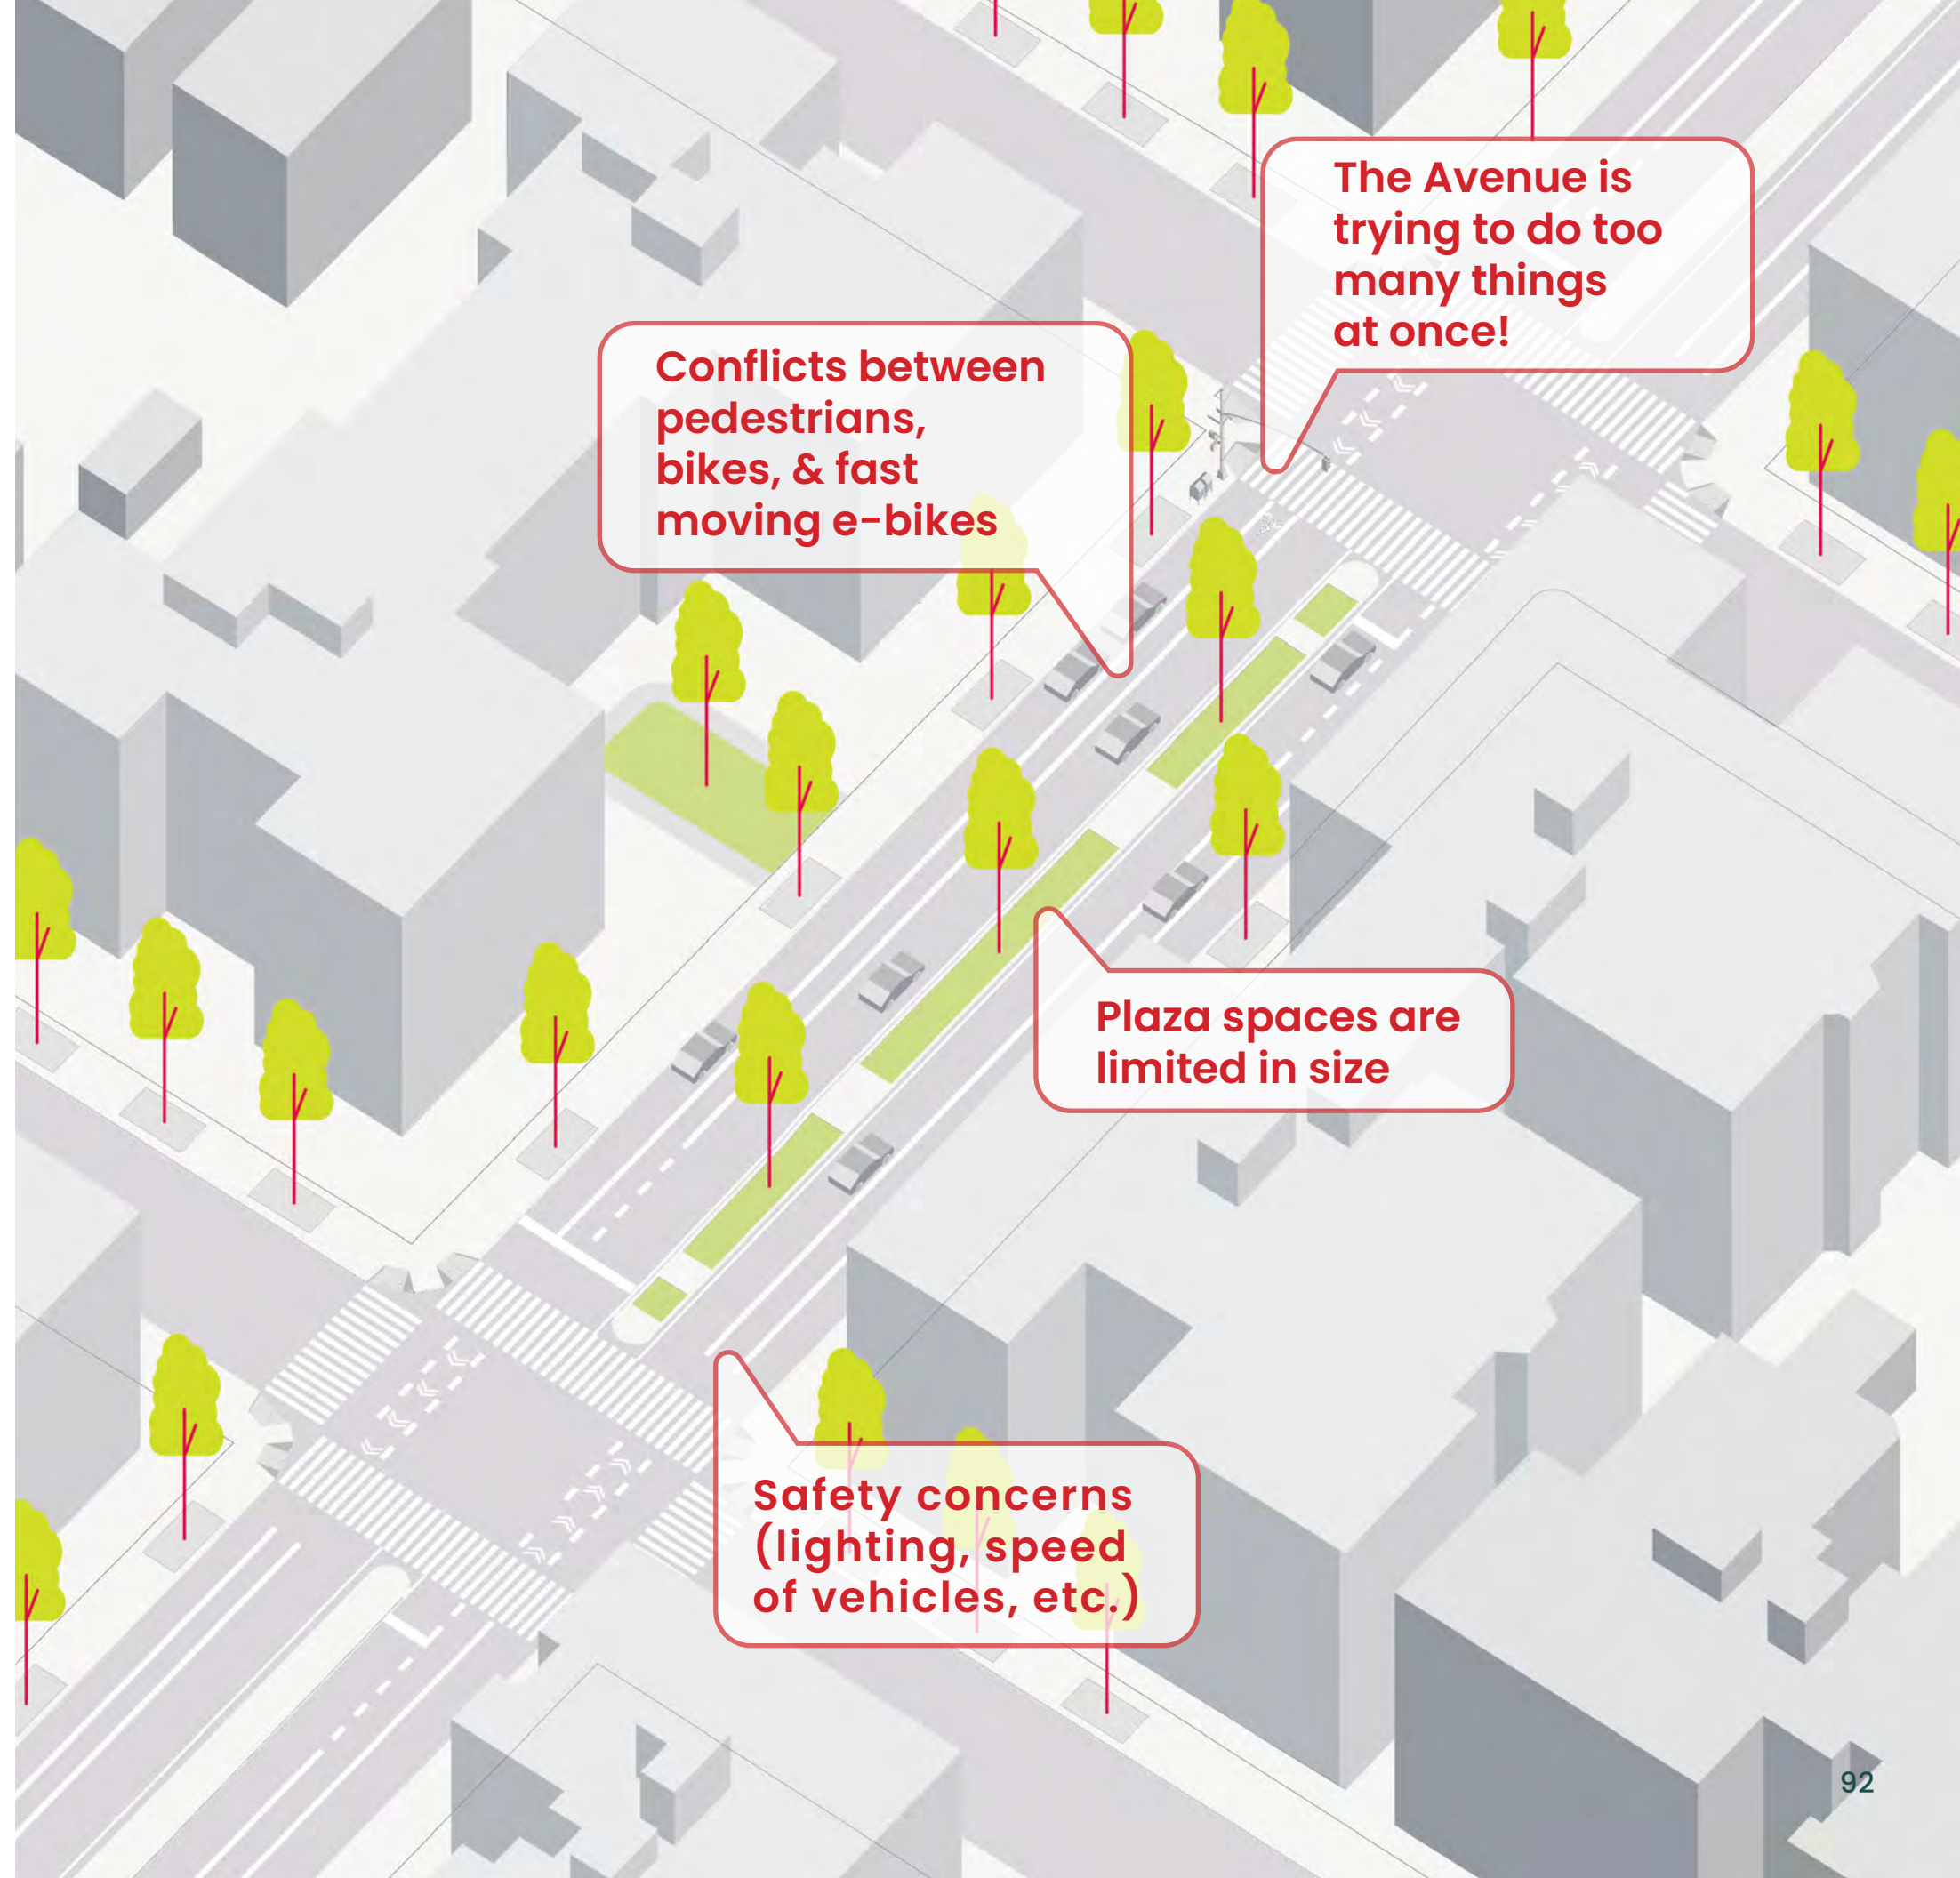 The Avenue is
trying to do too
many things
at once!
Conflicts between
pedestrians,
bikes, & fast
moving e-bikes
Plaza spaces are
limited in size
Safety concerns
(lighting, speed
of vehicles, etc.)
92